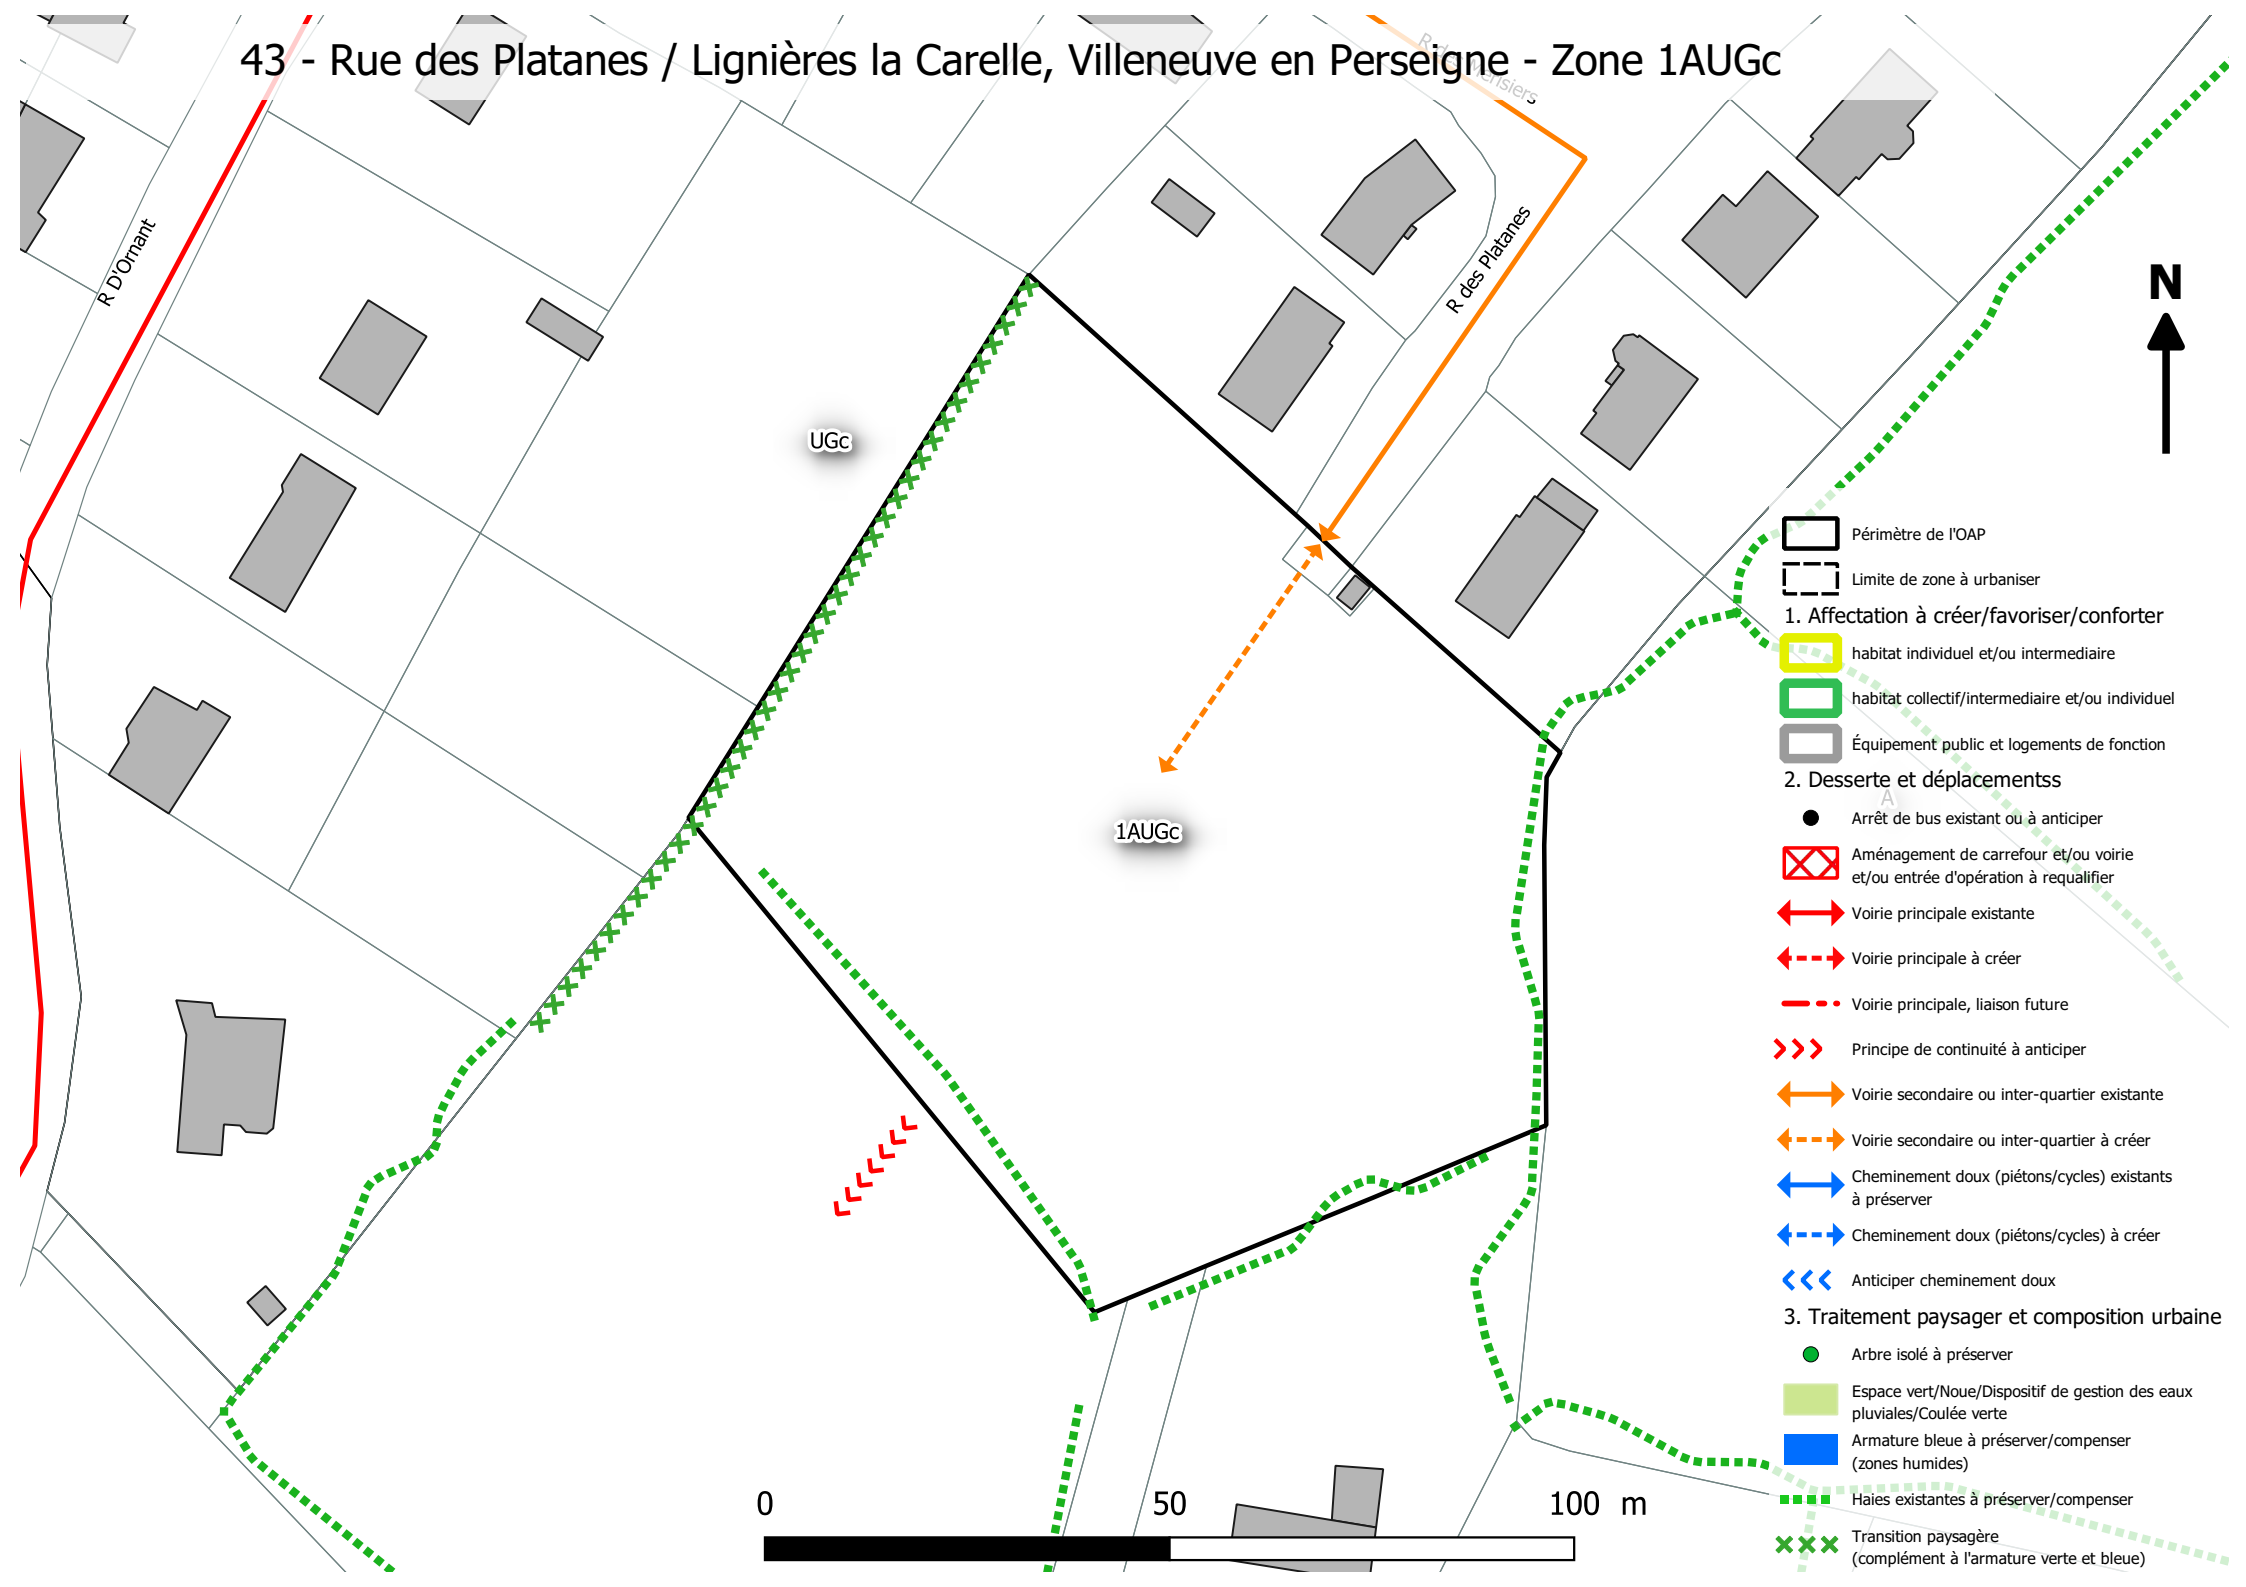 43 - Rue des Platanes / Lignières la Carelle, Villeneuve en Perseigne - Zone 1AUGc
R des Merisiers
R D'Ornant
R des Platanes
N
UGc
1AUGc
A
Périmètre de l'OAP
Limite de zone à urbaniser
1. Affectation à créer/favoriser/conforter
habitat individuel et/ou intermediaire
habitat collectif/intermediaire et/ou individuel
Équipement public et logements de fonction
2. Desserte et déplacementss
Arrêt de bus existant ou à anticiper
Aménagement de carrefour et/ou voirie
et/ou entrée d'opération à requalifier
Voirie principale existante
Voirie principale à créer
Voirie principale, liaison future
Principe de continuité à anticiper
Voirie secondaire ou inter-quartier existante
Voirie secondaire ou inter-quartier à créer
Cheminement doux (piétons/cycles) existants
à préserver
Cheminement doux (piétons/cycles) à créer
Anticiper cheminement doux
3. Traitement paysager et composition urbaine
Arbre isolé à préserver
Espace vert/Noue/Dispositif de gestion des eaux
pluviales/Coulée verte
Armature bleue à préserver/compenser
(zones humides)
Haies existantes à préserver/compenser
Transition paysagère
(complément à l'armature verte et bleue)
0 50 100 m